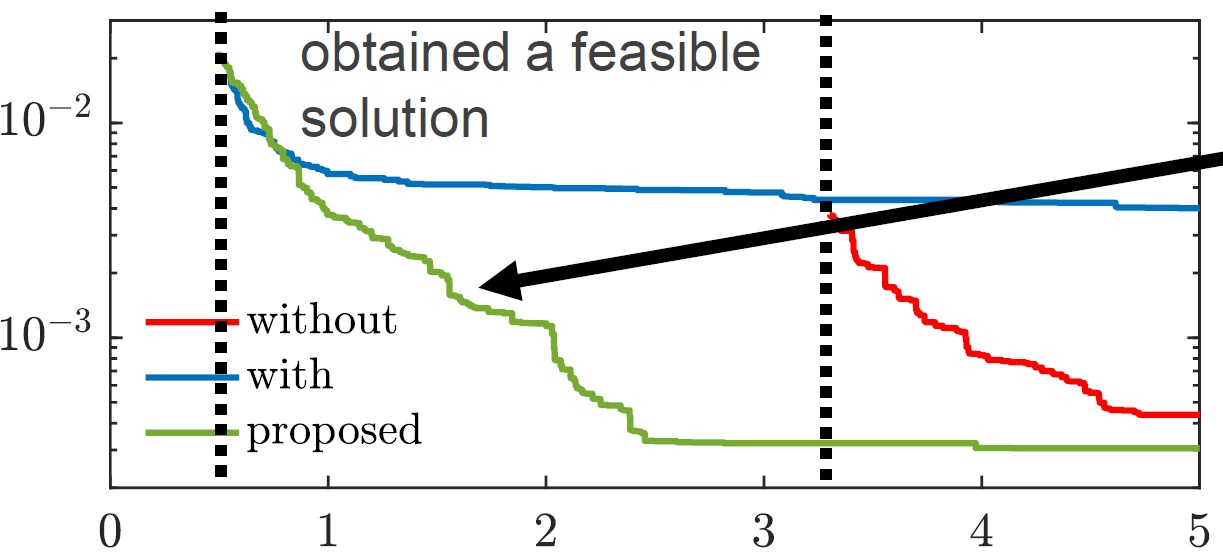 obtained a feasible
solution
10⁻²
10⁻³
without
with
proposed
0 1 2 3 4 5